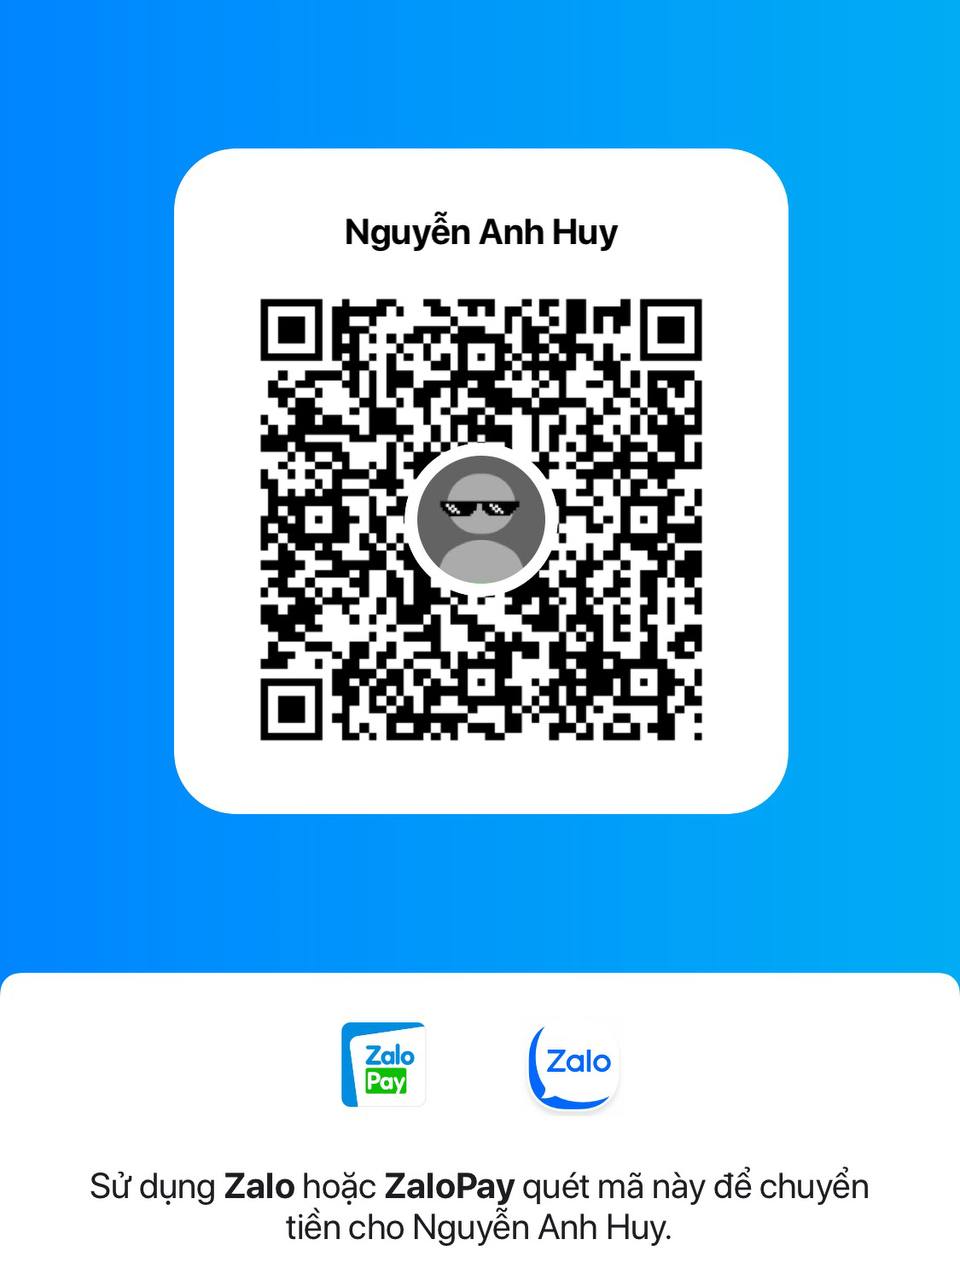 Nguyễn Anh Huy
Zalo
Pay
Zalo
Sử dụng Zalo hoặc ZaloPay quét mã này để chuyển
tiền cho Nguyễn Anh Huy.